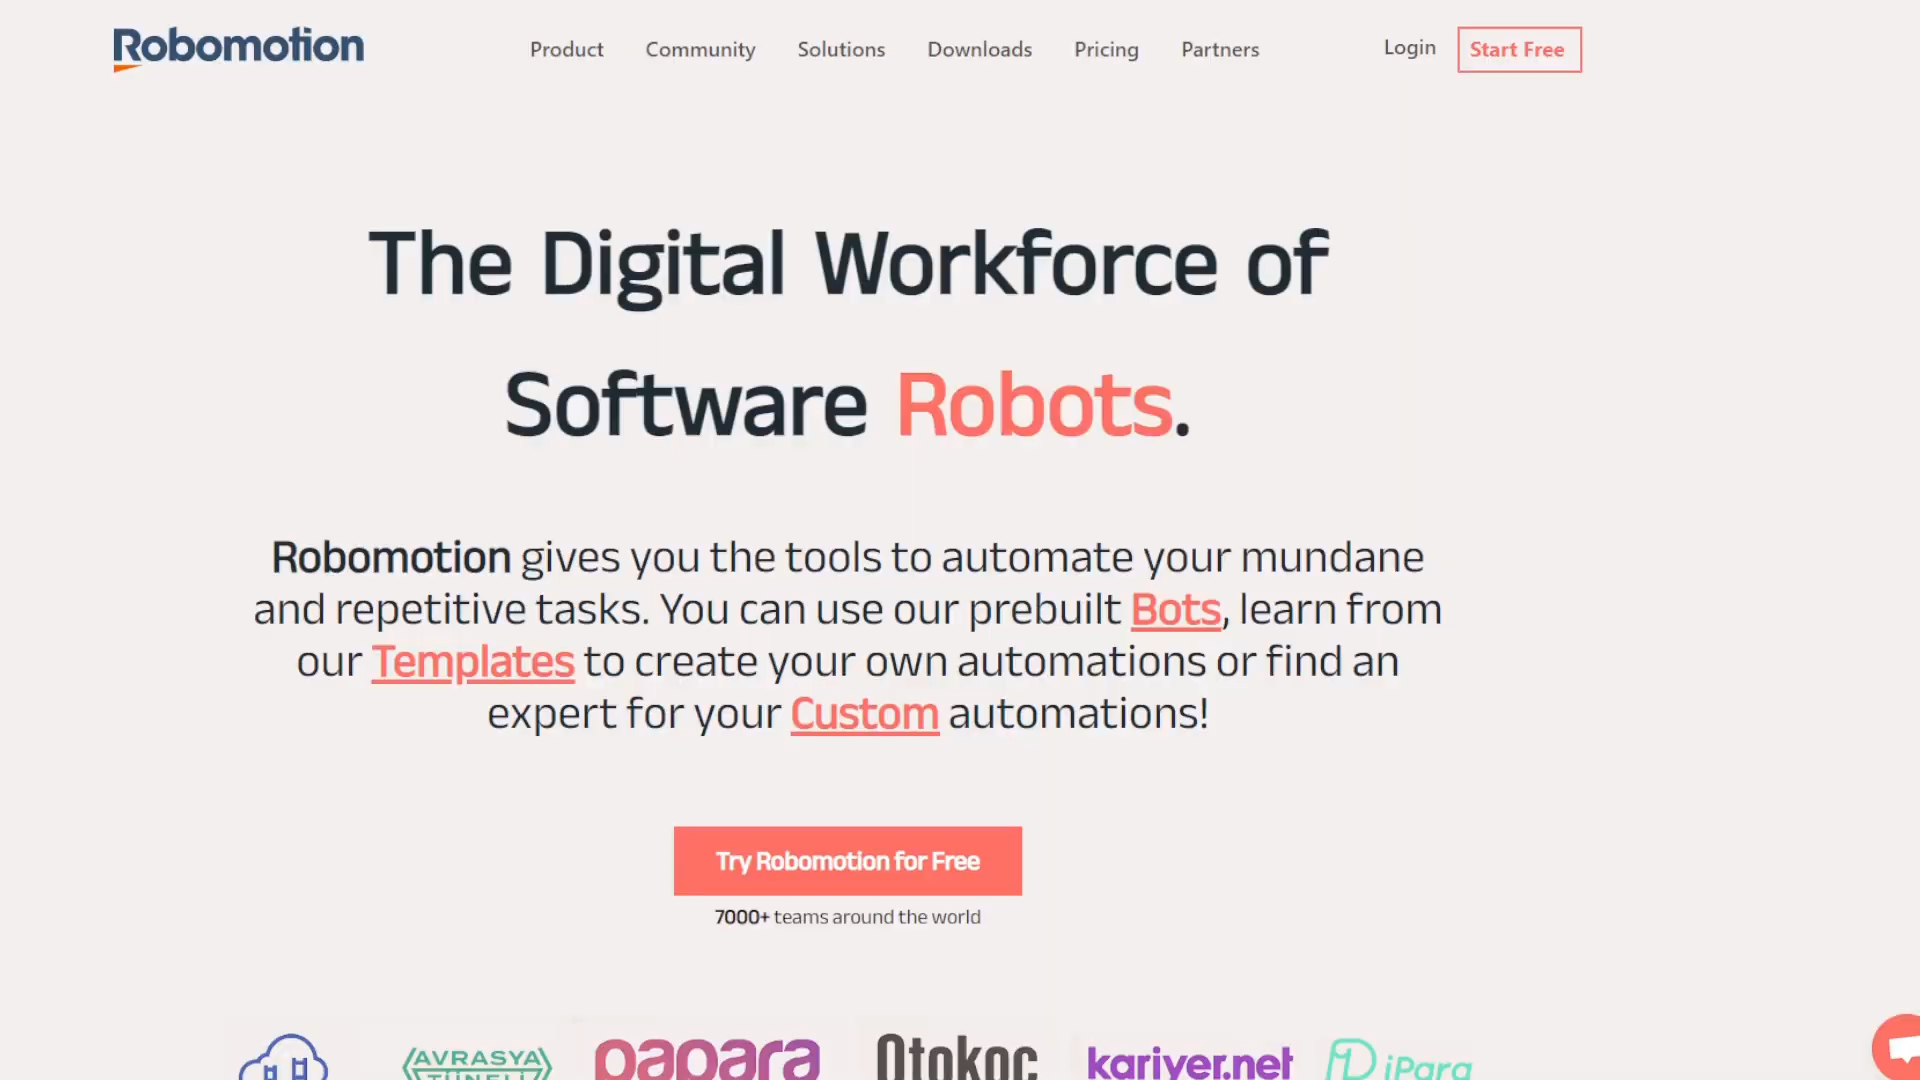 Robomotion
Product Community Solutions Downloads Pricing Partners Login Start Free
The Digital Workforce of
Software Robots.
Robomotion gives you the tools to automate your mundane
and repetitive tasks. You can use our prebuilt Bots, learn from
our Templates to create your own automations or find an
expert for your Custom automations!
Try Robomotion for Free
7000+ teams around the world
AVRASYA papara Otokoc kariyer.net iPara
TÜNELİ